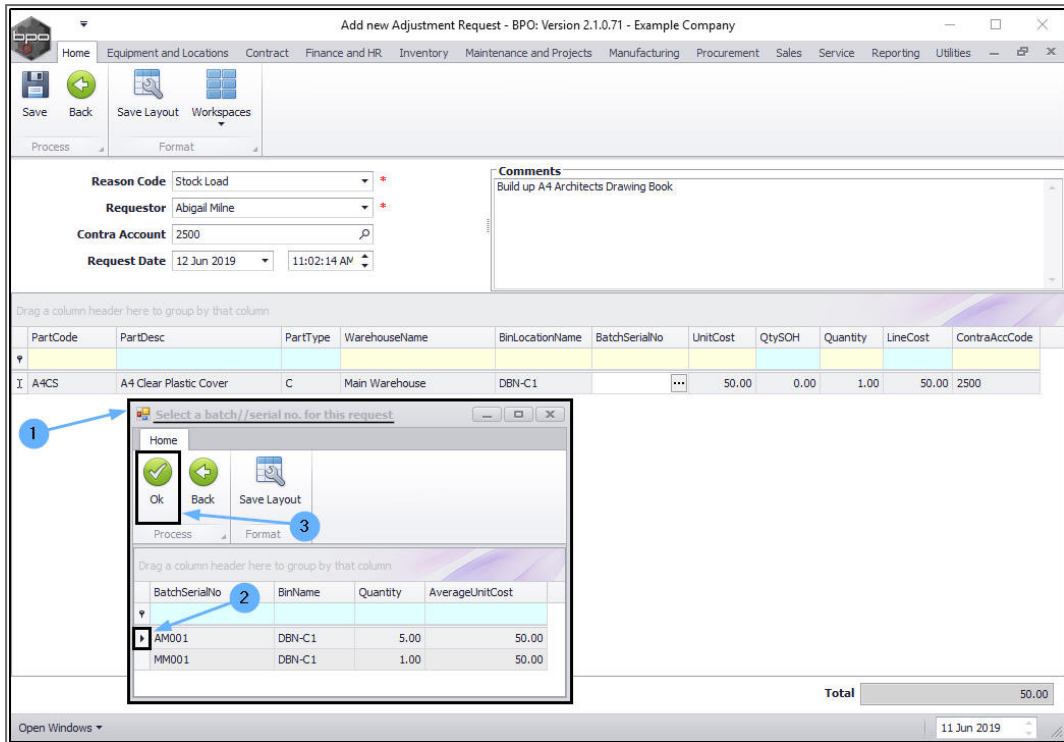 bpo
Add new Adjustment Request - BPO: Version 2.1.0.71 - Example Company
Home Equipment and Locations Contract Finance and HR Inventory Maintenance and Projects Manufacturing Procurement Sales Service Reporting Utilities
Save Back Save Layout Workspaces
Process Format
Reason Code Stock Load *
Requestor Abigail Milne *
Contra Account 2500
Request Date 12 Jun 2019 11:02:14 AM
Comments
Build up A4 Architects Drawing Book
Drag a column header here to group by that column
PartCode PartDesc PartType WarehouseName BinLocationName BatchSerialNo UnitCost QtySOH Quantity LineCost ContraAccCode
A4CS A4 Clear Plastic Cover C Main Warehouse DBN-C1 ... 50.00 0.00 1.00 50.00 2500
1
Select a batch//serial no. for this request
Home
Ok Back Save Layout
3
Process Format
Drag a column header here to group by that column
BatchSerialNo BinName Quantity AverageUnitCost
2
AM001 DBN-C1 5.00 50.00
MM001 DBN-C1 1.00 50.00
Total 50.00
Open Windows 11 Jun 2019